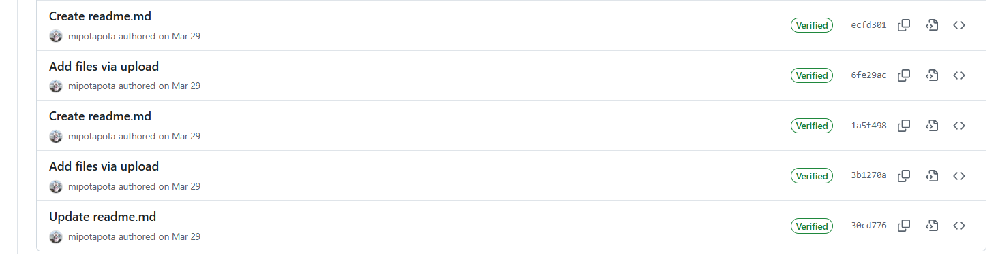 Create readme.md
mipotapota authored on Mar 29
Verified
ecfd301
Add files via upload
mipotapota authored on Mar 29
Verified
6fe29ac
Create readme.md
mipotapota authored on Mar 29
Verified
1a5f498
Add files via upload
mipotapota authored on Mar 29
Verified
3b1270a
Update readme.md
mipotapota authored on Mar 29
Verified
30cd776